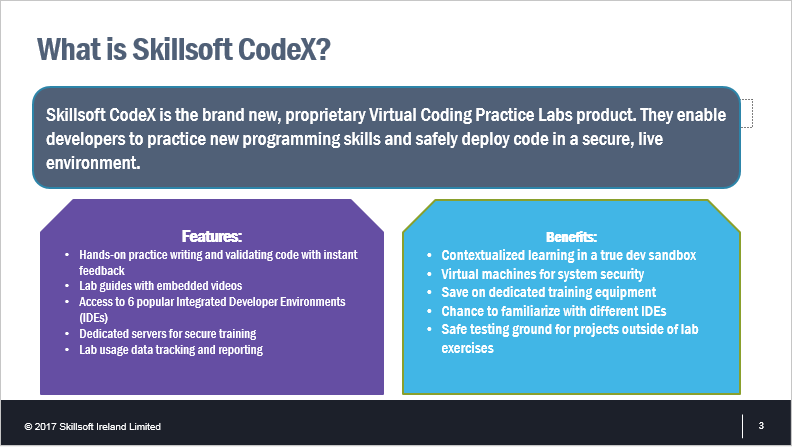 What is Skillsoft CodeX?
Skillsoft CodeX is the brand new, proprietary Virtual Coding Practice Labs product. They enable
developers to practice new programming skills and safely deploy code in a secure, live
environment.
Features:
• Hands-on practice writing and validating code with instant
feedback
• Lab guides with embedded videos
• Access to 6 popular Integrated Developer Environments
(IDEs)
• Dedicated servers for secure training
• Lab usage data tracking and reporting
Benefits:
• Contextualized learning in a true dev sandbox
• Virtual machines for system security
• Save on dedicated training equipment
• Chance to familiarize with different IDEs
• Safe testing ground for projects outside of lab
exercises
© 2017 Skillsoft Ireland Limited
3